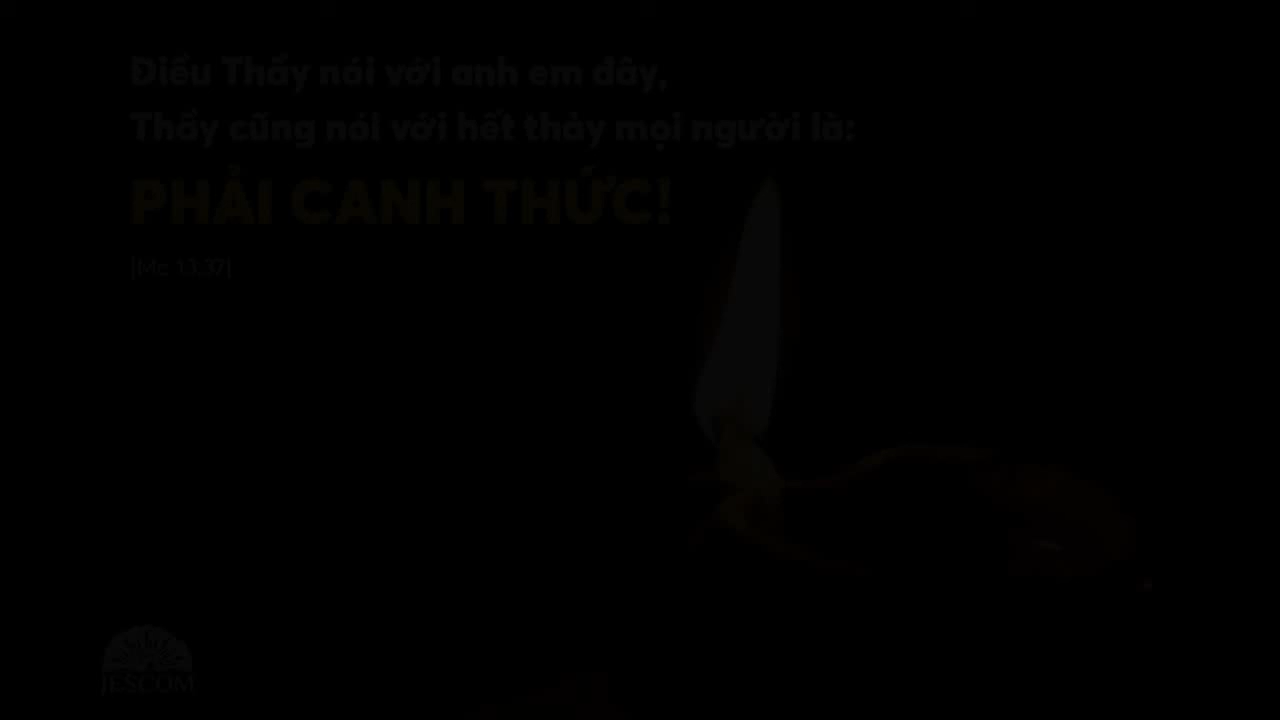 Điều Thầy nói với anh em đây,
Thầy cũng nói với hết thảy mọi người là:
PHẢI CANH THỨC!
[Mc 13,37]
JESCOM